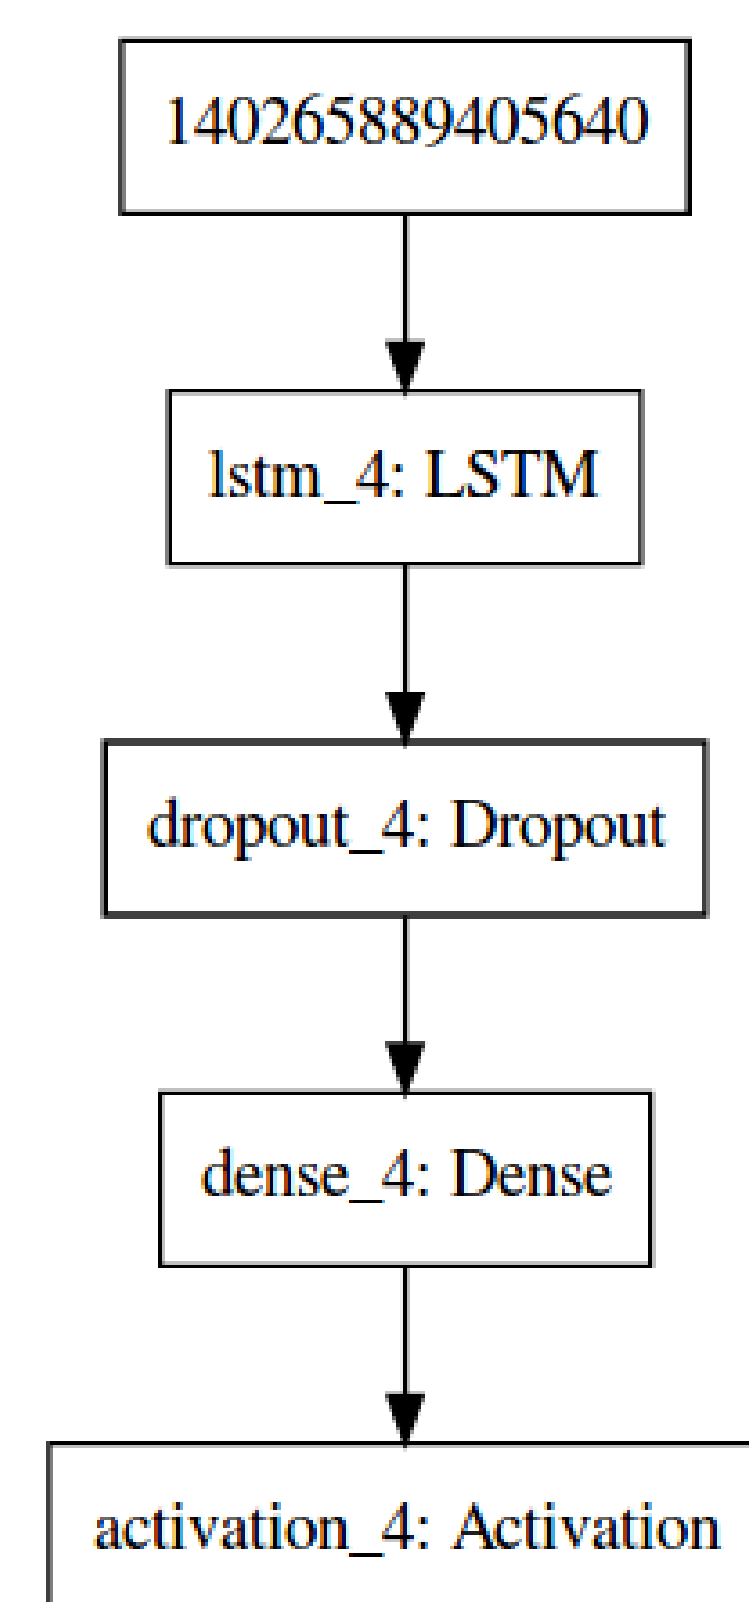 140265889405640
lstm_4: LSTM
dropout_4: Dropout
dense_4: Dense
activation_4: Activation